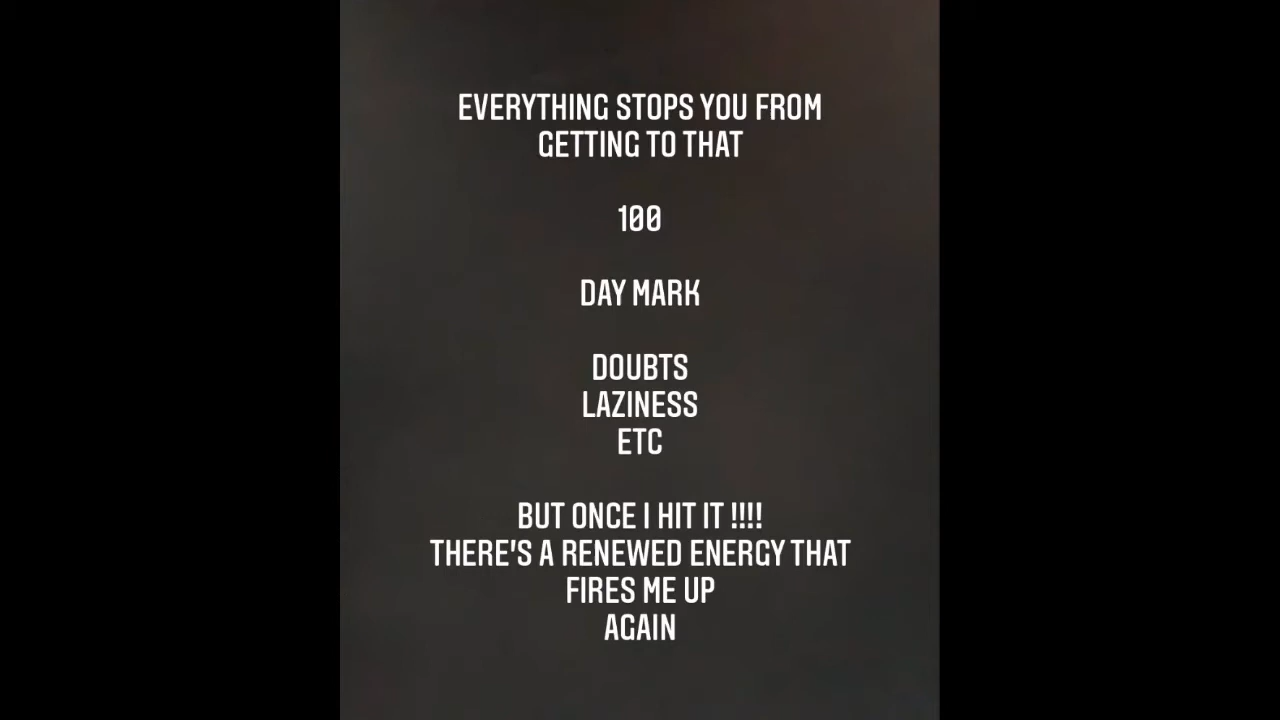 EVERYTHING STOPS YOU FROM
GETTING TO THAT
100
DAY MARK
DOUBTS
LAZINESS
ETC
BUT ONCE I HIT IT !!!!
THERE'S A RENEWED ENERGY THAT
FIRES ME UP
AGAIN